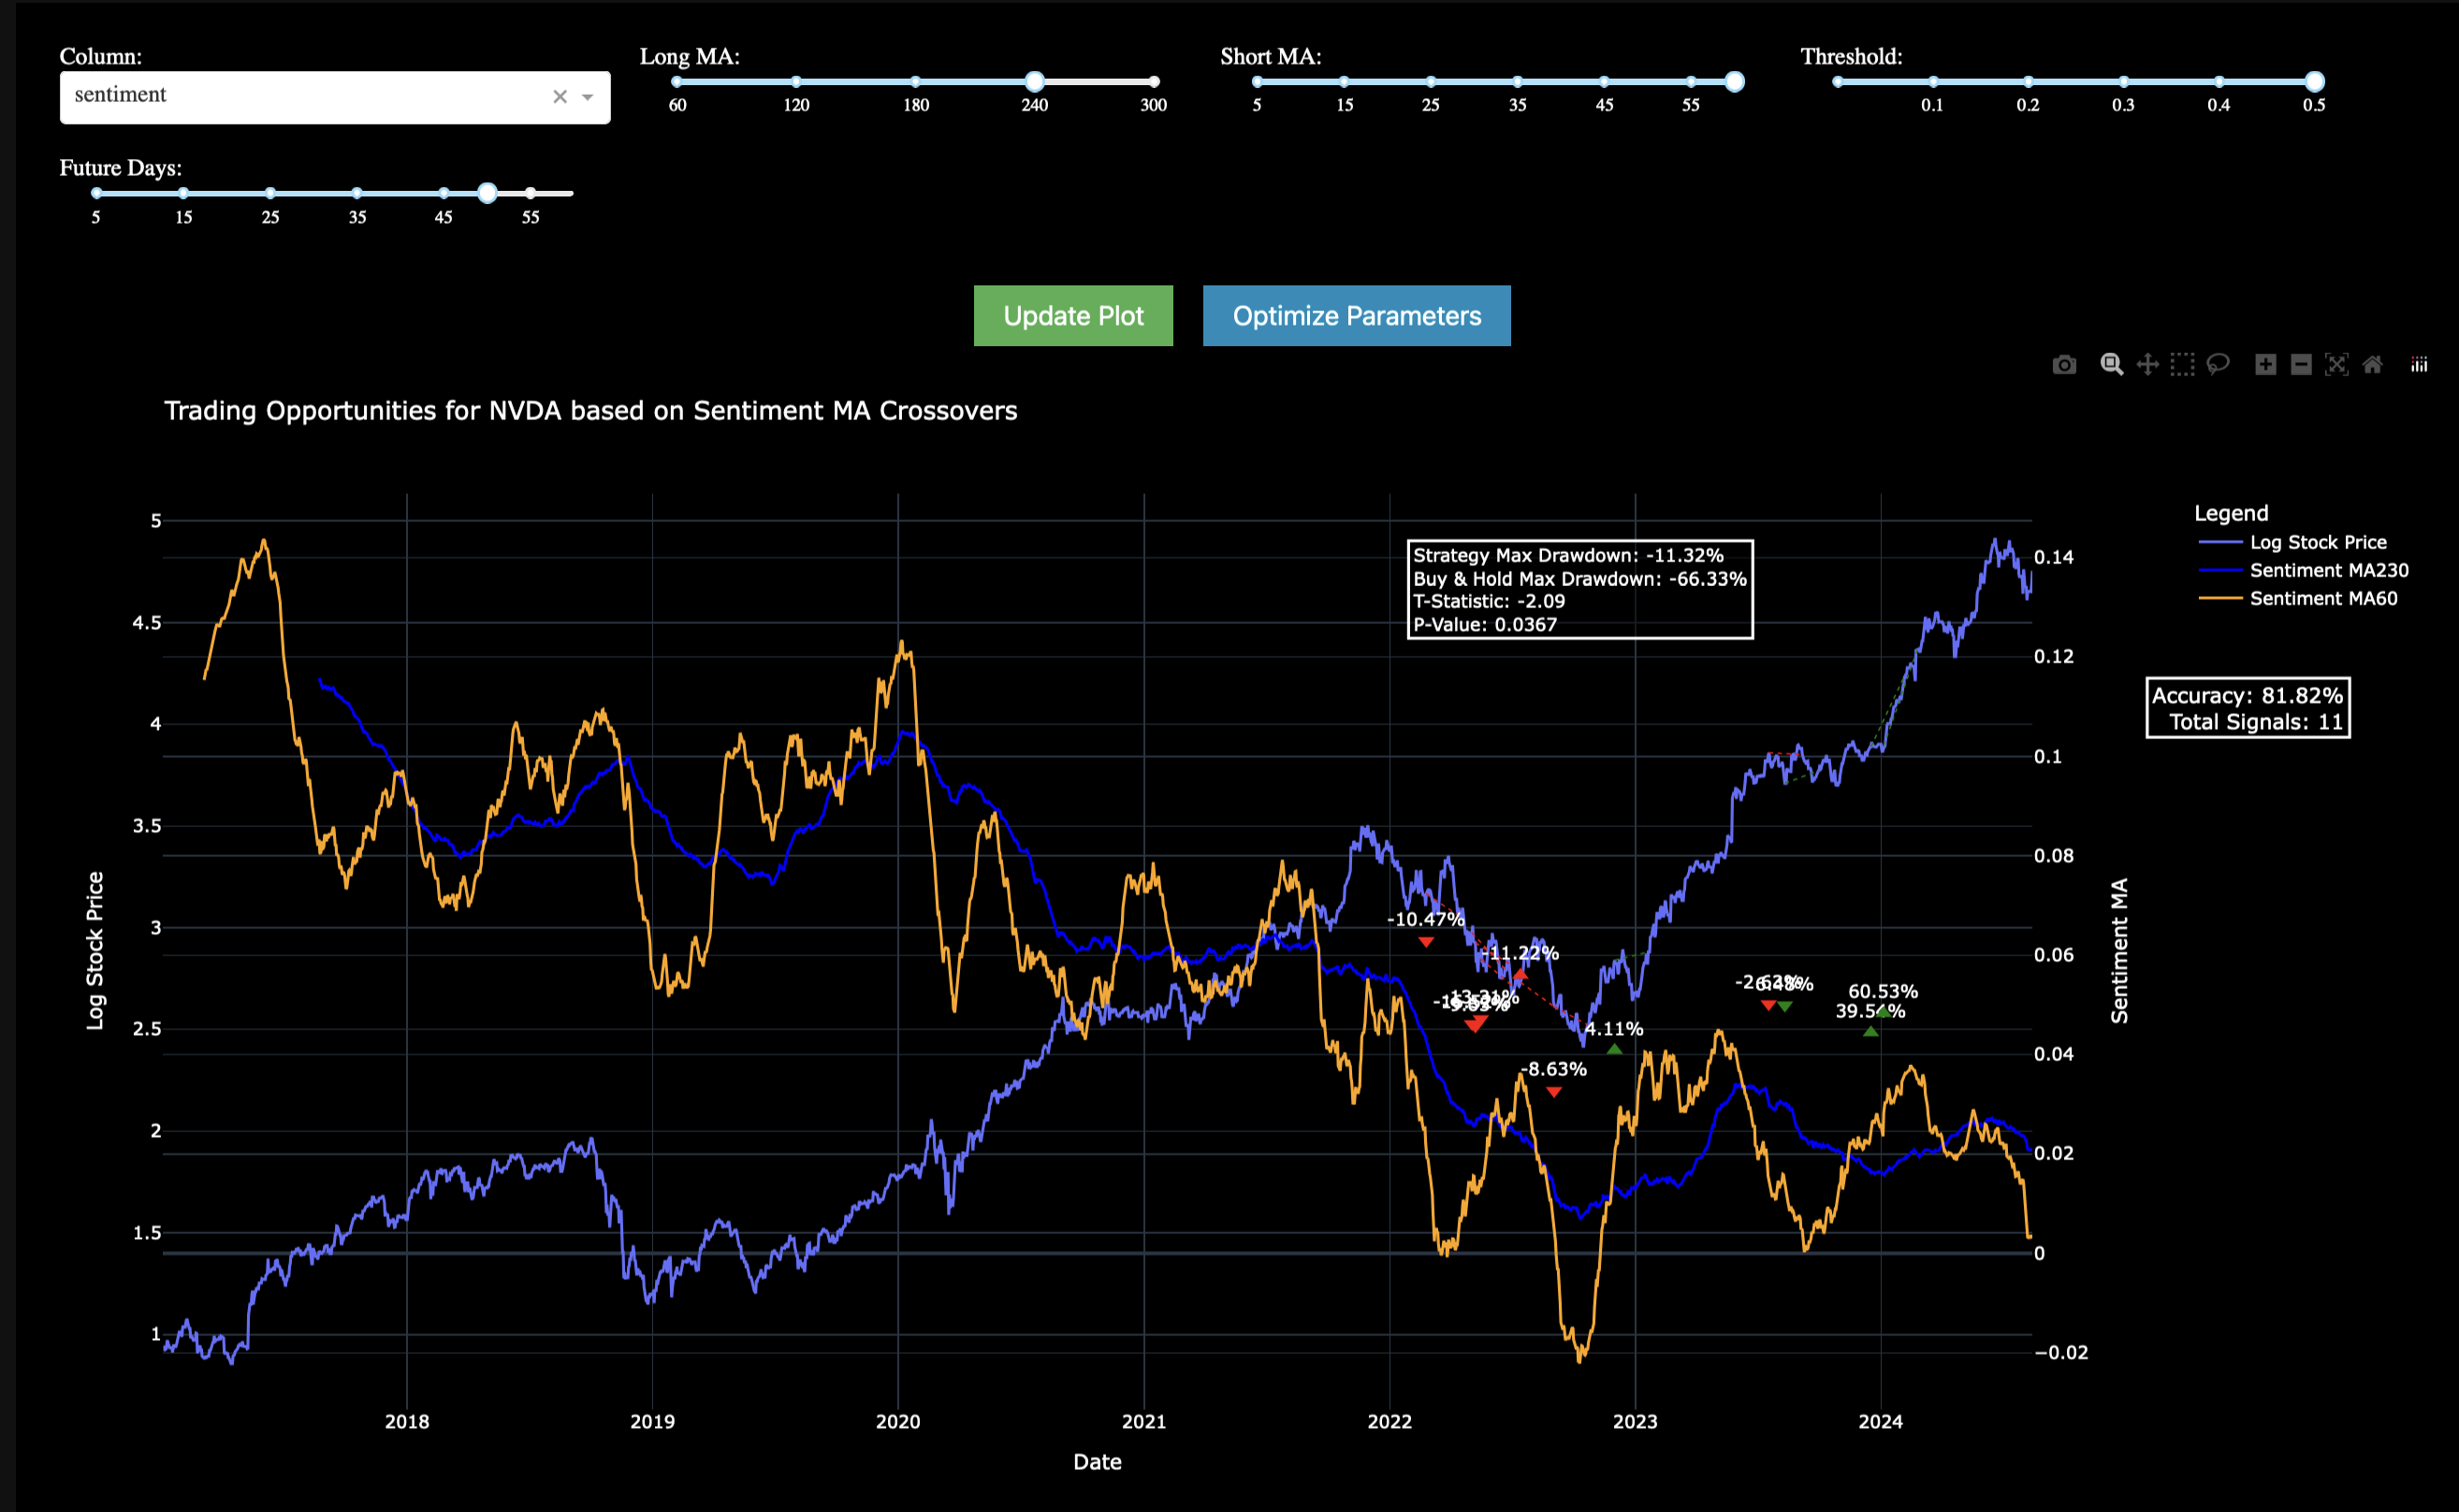 Column:
Long MA:
Short MA:
Threshold:
sentiment
60 120 180 240 300
5 15 25 35 45 55
0.1 0.2 0.3 0.4 0.5
Future Days:
5 15 25 35 45 55
Update Plot
Optimize Parameters
Trading Opportunities for NVDA based on Sentiment MA Crossovers
Log Stock Price
5
4.5
4
3.5
3
2.5
2
1.5
1
Strategy Max Drawdown: -11.32%
Buy & Hold Max Drawdown: -66.33%
T-Statistic: -2.09
P-Value: 0.0367
-10.47%
-11.22%
-8.63%
4.11%
60.53%
0.14
0.12
0.1
0.08
0.06
0.04
0.02
0
−0.02
Sentiment MA
Legend
Log Stock Price
Sentiment MA230
Sentiment MA60
Accuracy: 81.82%
Total Signals: 11
2018 2019 2020 2021 2022 2023 2024
Date